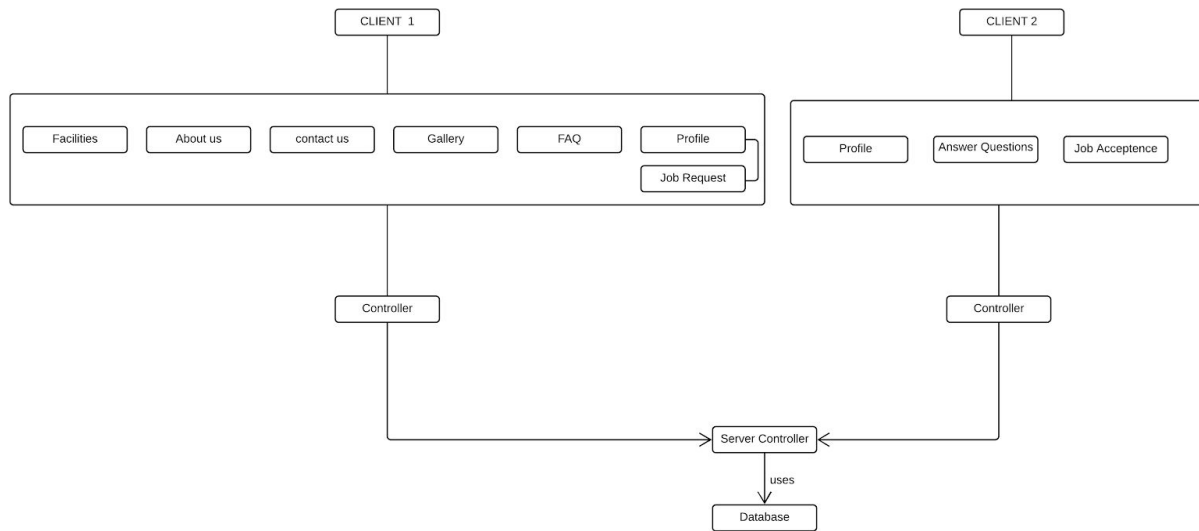 CLIENT 1
CLIENT 2
Facilities
About us
contact us
Gallery
FAQ
Profile
Job Request
Profile
Answer Questions
Job Acceptence
Controller
Controller
Server Controller
uses
Database